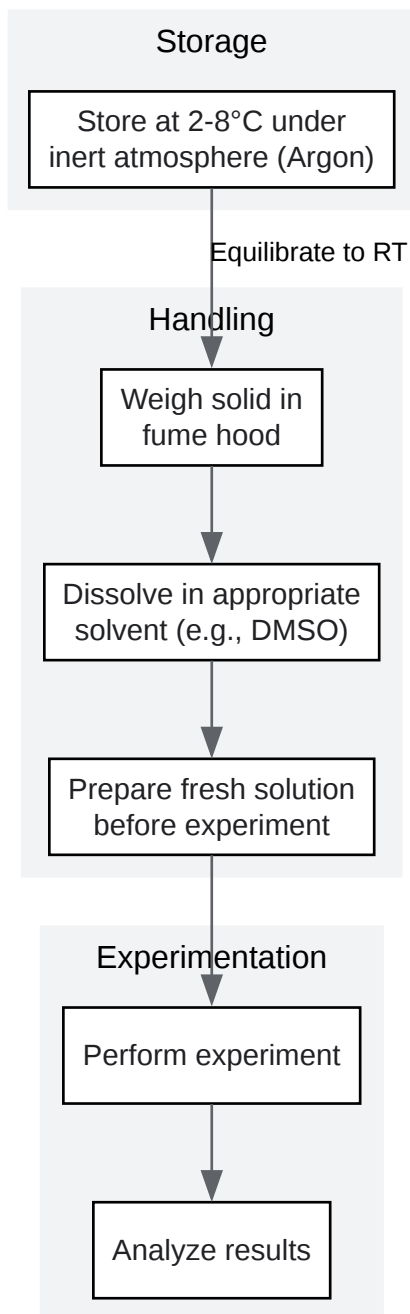 Storage
Store at 2-8°C under
inert atmosphere (Argon)
Equilibrate to RT
Handling
Weigh solid in
fume hood
Dissolve in appropriate
solvent (e.g., DMSO)
Prepare fresh solution
before experiment
Experimentation
Perform experiment
Analyze results